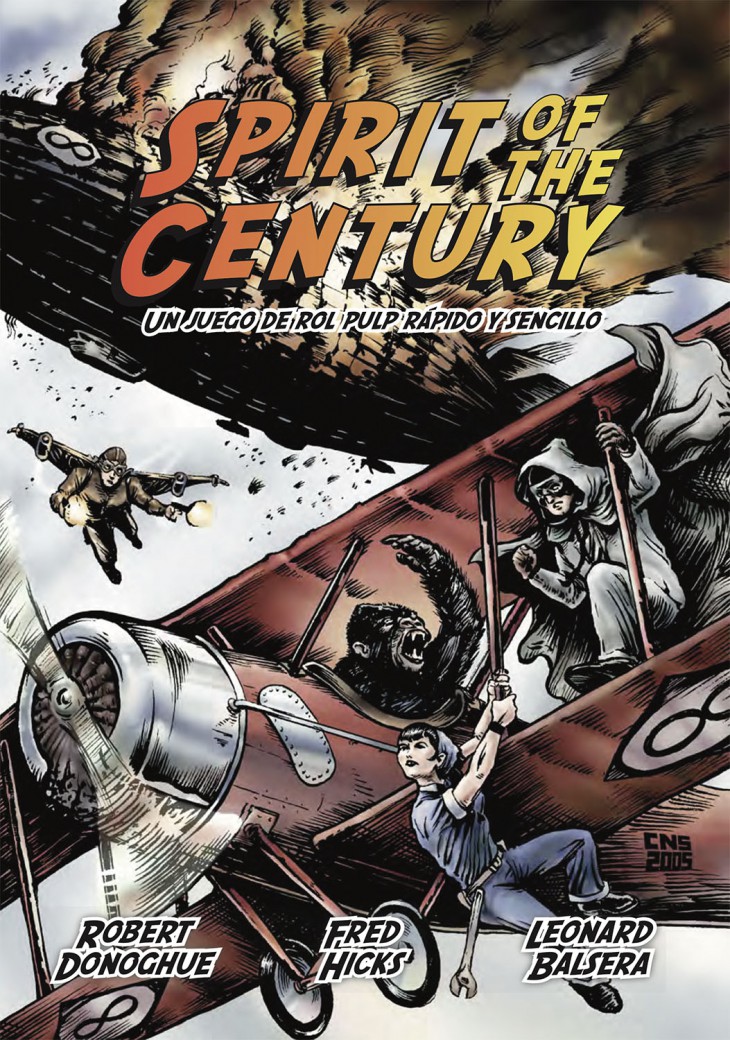 SPIRIT OF
THE
CENTURY
UN JUEGO DE ROL PULP RÁPIDO Y SENCILLO
CNS
2005
ROBERT
DONOGHUE
FRED
HICKS
LEONARD
BALSERA